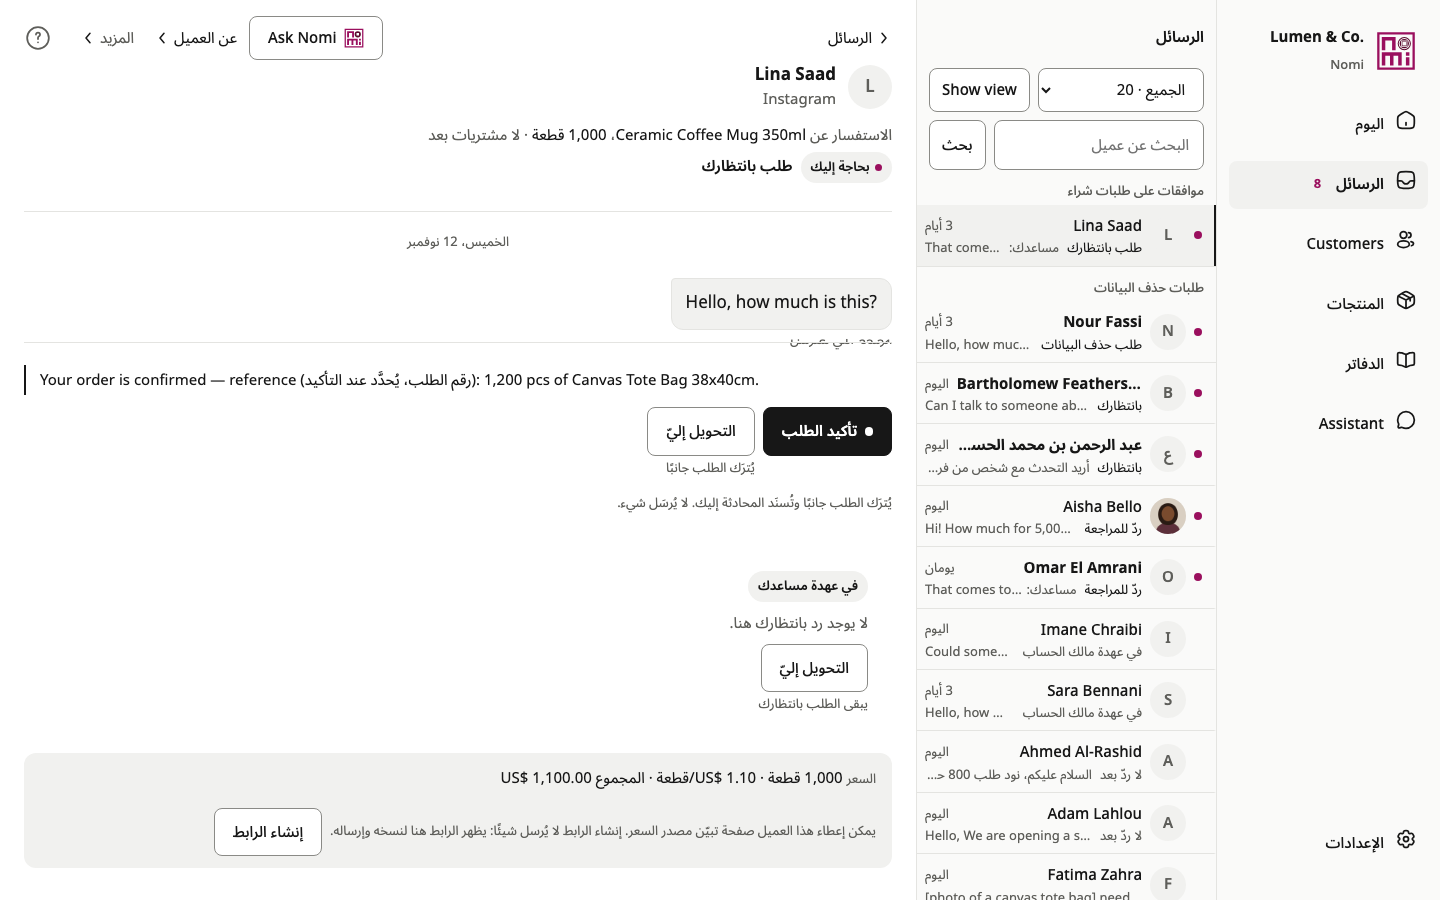 Lumen & Co.
Nomi
اليوم
الرسائل 8
Customers
المنتجات
الدفاتر
Assistant
الإعدادات
الرسائل
الجميع · 20
Show view
البحث عن عميل
بحث
موافقات على طلبات شراء
L
Lina Saad
3 أيام
طلب بانتظارك مساعدك: That come...
طلبات حذف البيانات
N
Nour Fassi
3 أيام
طلب حذف البيانات Hello, how muc...
B
Bartholomew Feathers...
اليوم
بانتظارك Can I talk to someone ab...
ع
عبد الرحمن بن محمد الحس...
اليوم
بانتظارك أريد التحدث مع شخص من فر...
Aisha Bello
اليوم
ردّ للمراجعة Hi! How much for 5,00...
O
Omar El Amrani
يومان
ردّ للمراجعة مساعدك: That comes to...
I
Imane Chraibi
اليوم
في عهدة مالك الحساب Could some...
S
Sara Bennani
3 أيام
في عهدة مالك الحساب Hello, how ...
A
Ahmed Al-Rashid
اليوم
لا ردّ بعد السلام عليكم، نود طلب 800 حـ...
A
Adam Lahlou
اليوم
لا ردّ بعد Hello, We are opening a s...
F
Fatima Zahra
اليوم
[photo of a canvas tote bag] need
الرسائل
Ask Nomi
عن العميل
المزيد
?
L
Lina Saad
Instagram
الاستفسار عن Ceramic Coffee Mug 350ml، 1,000 قطعة · لا مشتريات بعد
بحاجة إليك
طلب بانتظارك
الخميس، 12 نوفمبر
Hello, how much is this?
Your order is confirmed — reference (رقم الطلب، يُحدَّد عند التأكيد): 1,200 pcs of Canvas Tote Bag 38x40cm.
تأكيد الطلب
التحويل إليّ
يُترَك الطلب جانبًا
يُترَك الطلب جانبًا وتُسنَد المحادثة إليك. لا يُرسَل شيء.
في عهدة مساعدك
لا يوجد رد بانتظارك هنا.
التحويل إليّ
يبقى الطلب بانتظارك
السعر 1,000 قطعة · US$ 1.10/قطعة · المجموع US$ 1,100.00
يمكن إعطاء هذا العميل صفحة تبيّن مصدر السعر. إنشاء الرابط لا يُرسل شيئًا: يظهر الرابط هنا لنسخه وإرساله.
إنشاء الرابط